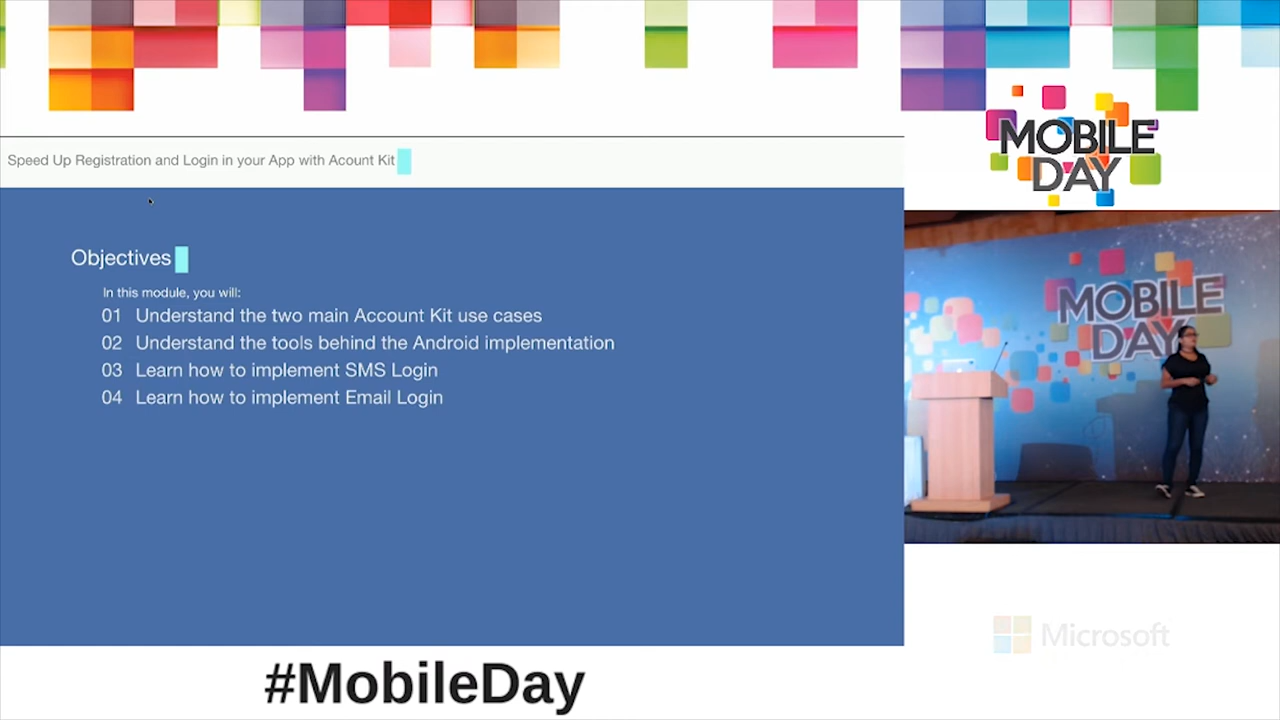 Speed Up Registration and Login in your App with Acount Kit
Objectives
In this module, you will:
01 Understand the two main Account Kit use cases
02 Understand the tools behind the Android implementation
03 Learn how to implement SMS Login
04 Learn how to implement Email Login
MOBILE
DAY
MOBILE
DAY
Microsoft
#MobileDay